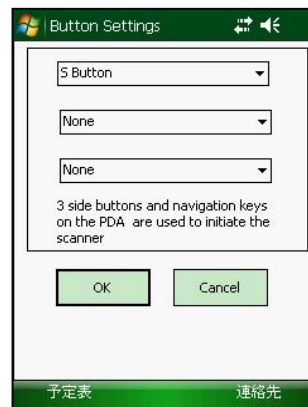 Button Settings
S Button
None
None
3 side buttons and navigation keys
on the PDA are used to initiate the
scanner
OK Cancel
予定表 連絡先